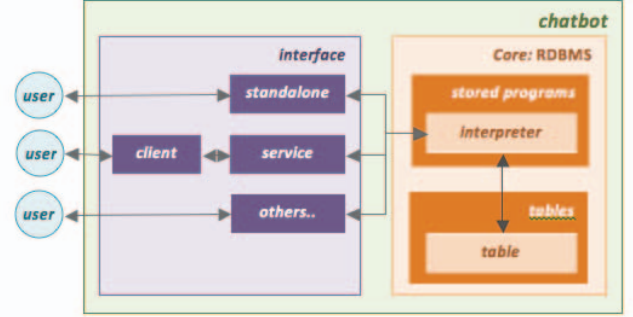 chatbot
interface
Core: RDBMS
user
standalone
stored programs
interpreter
user
client
service
user
others..
tables
table